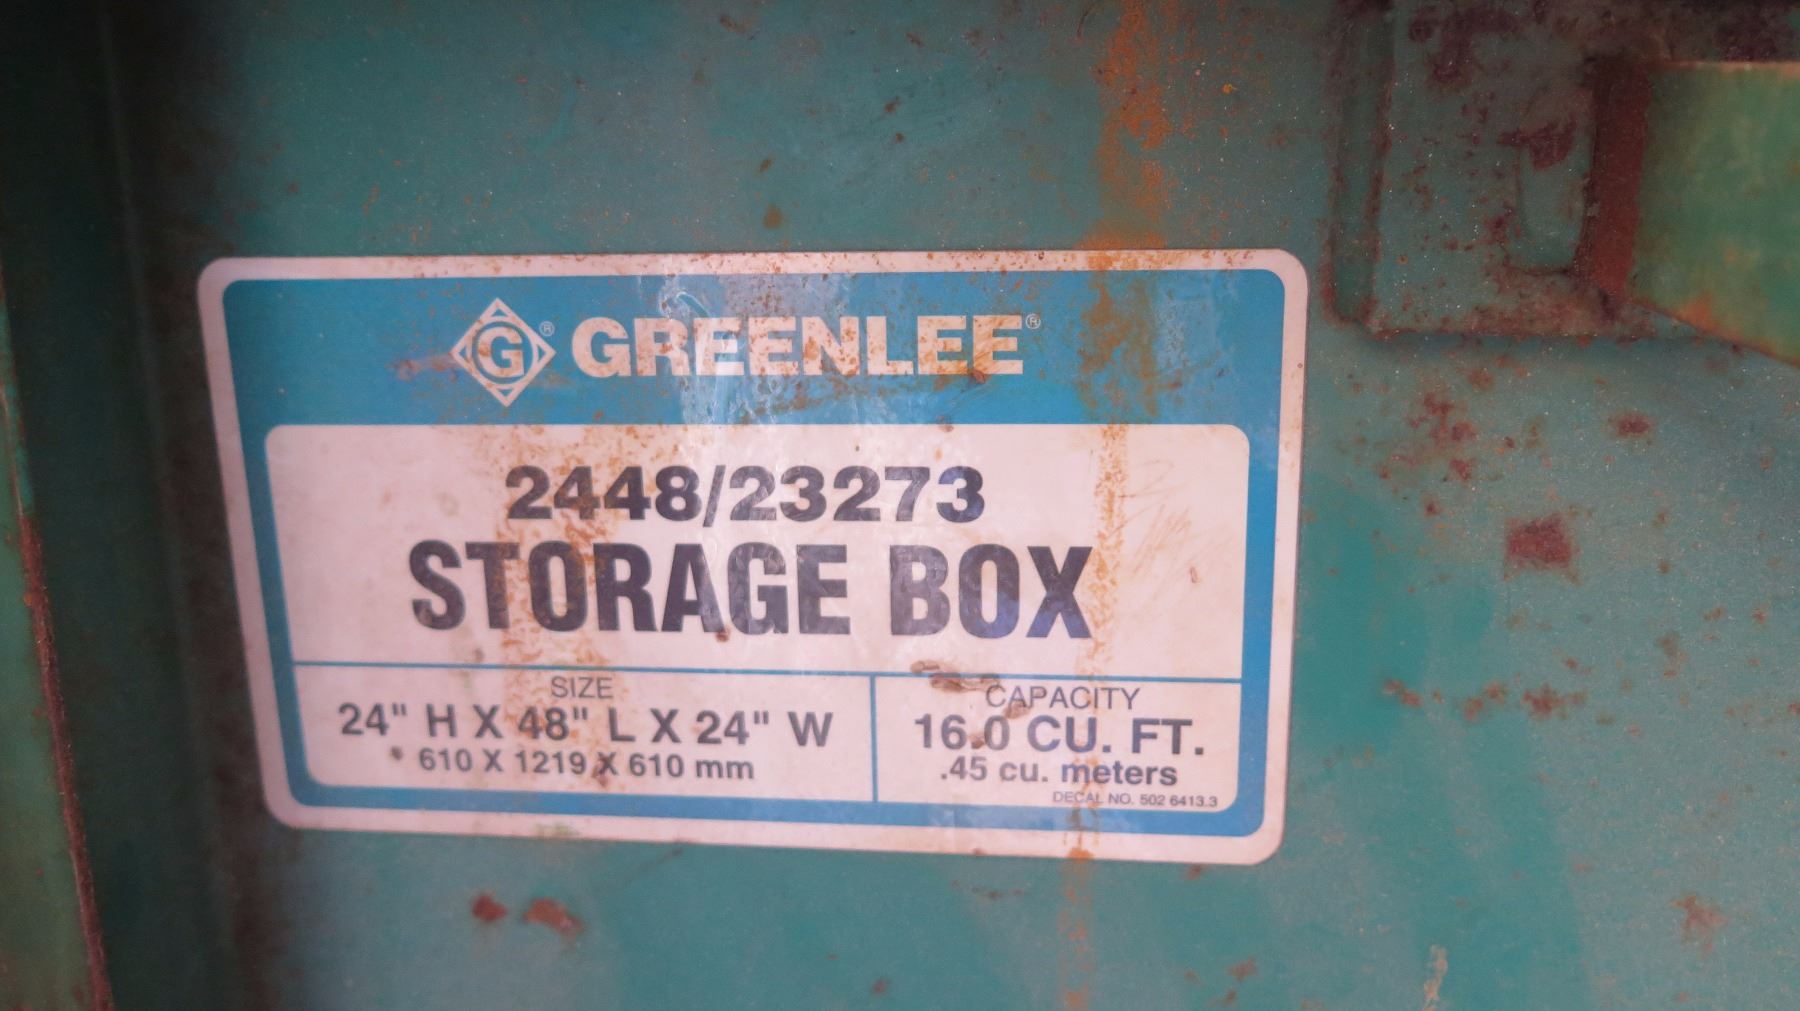 G® GREENLEE®
2448/23273
STORAGE BOX
SIZE
24" H X 48" L X 24" W
610 X 1219 X 610 mm
CAPACITY
16.0 CU. FT.
.45 cu. meters
DECAL NO. 502 6413.3